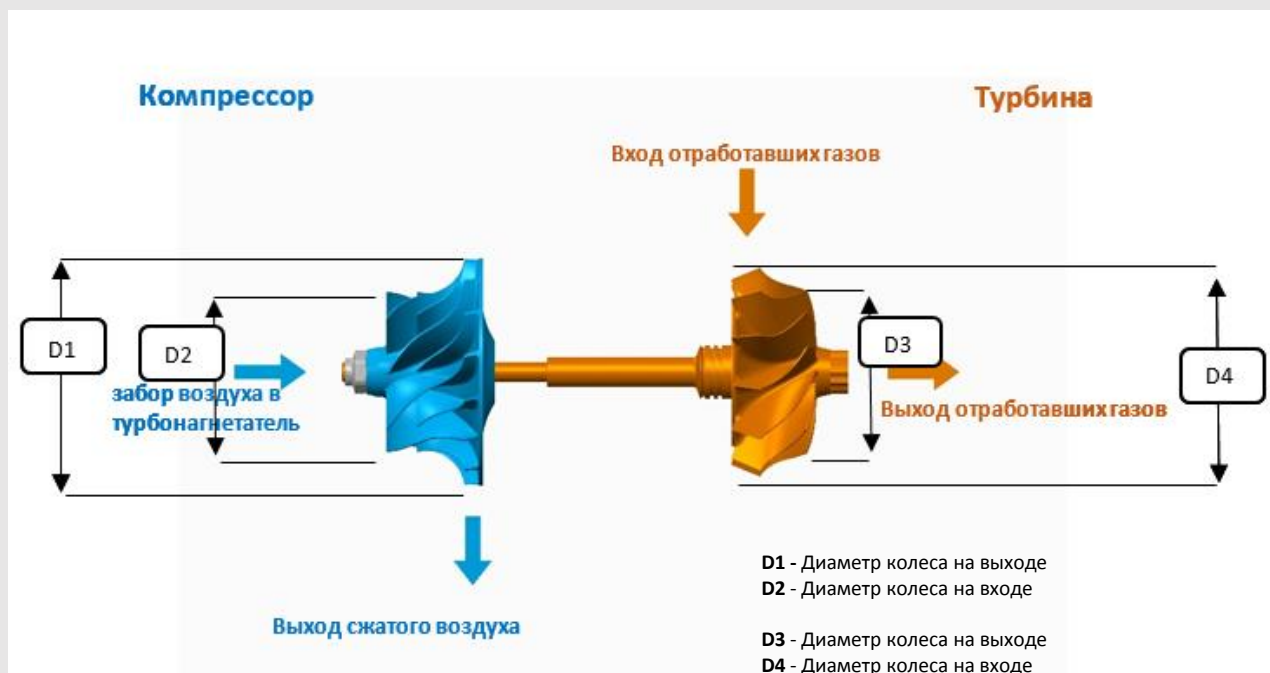 Компрессор
Турбина
Вход отработавших газов
D1
D2
D3
D4
забор воздуха в
турбонагнетатель
Выход отработавших газов
Выход сжатого воздуха
D1 - Диаметр колеса на выходе
D2 - Диаметр колеса на входе
D3 - Диаметр колеса на выходе
D4 - Диаметр колеса на входе